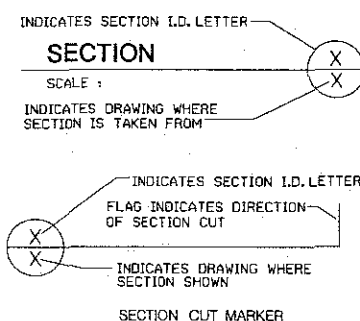 INDICATES SECTION I.D. LETTER
SECTION
X
SCALE :
X
INDICATES DRAWING WHERE
SECTION IS TAKEN FROM
INDICATES SECTION I.D. LETTER
FLAG INDICATES DIRECTION
OF SECTION CUT
X
X
INDICATES DRAWING WHERE
SECTION SHOWN
SECTION CUT MARKER